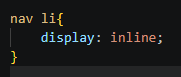 nav li{
    display: inline;
}